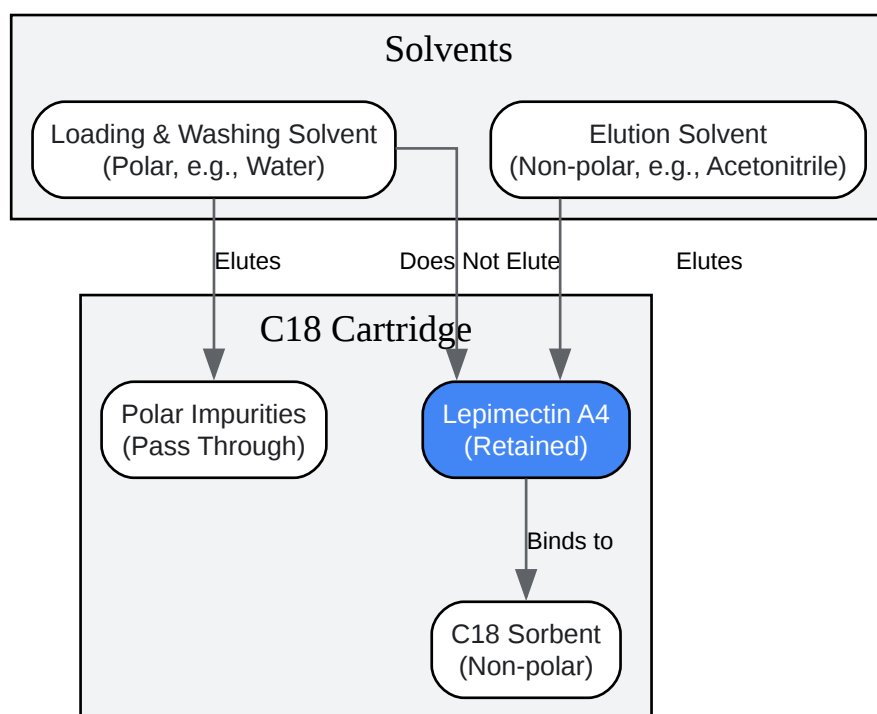 Solvents
Loading & Washing Solvent
(Polar, e.g., Water)
Elution Solvent
(Non-polar, e.g., Acetonitrile)
Elutes
Does Not Elute
Elutes
C18 Cartridge
Polar Impurities
(Pass Through)
Lepimectin A4
(Retained)
Binds to
C18 Sorbent
(Non-polar)